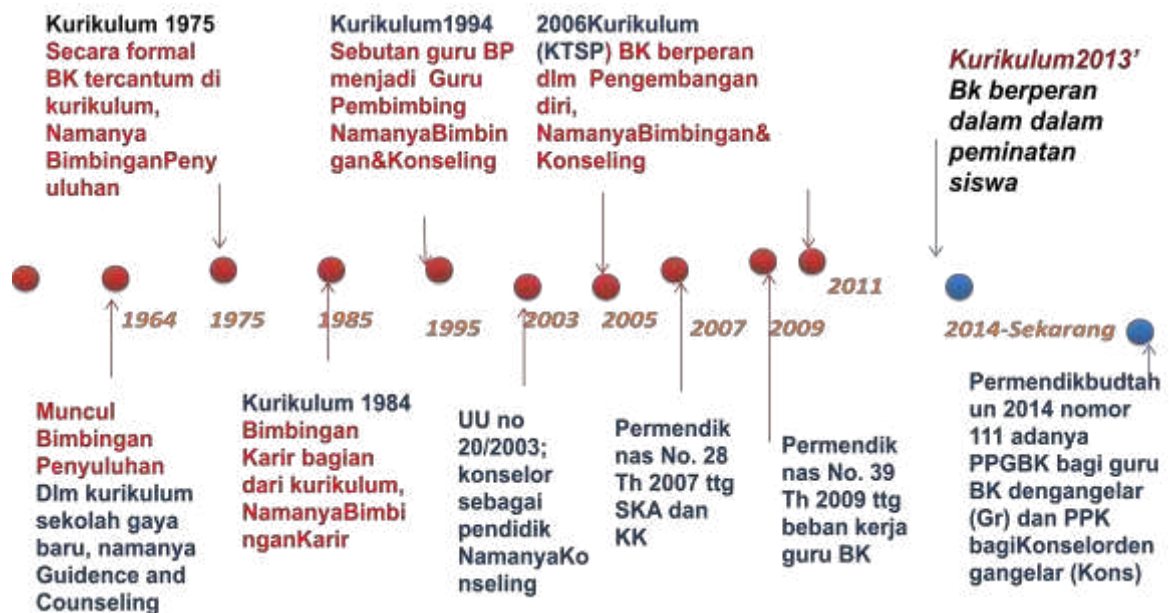 Kurikulum 1975
Secara formal
BK tercantum di
kurikulum,
Namanya
BimbinganPeny
uluhan
Kurikulum1994
Sebutan guru BP
menjadi Guru
Pembimbing
NamanyaBimbin
gan&Konseling
2006Kurikulum
(KTSP) BK berperan
dlm Pengembangan
diri,
NamanyaBimbingan&
Konseling
Kurikulum2013'
Bk berperan
dalam dalam
peminatan
siswa
1964
1975
1985
1995
2003
2005
2007
2009
2011
2014-Sekarang
Muncul
Bimbingan
Penyuluhan
Dlm kurikulum
sekolah gaya
baru, namanya
Guidence and
Counseling
Kurikulum 1984
Bimbingan
Karir bagian
dari kurikulum,
NamanyaBimbi
nganKarir
UU no
20/2003;
konselor
sebagai
pendidik
NamanyaKo
nseling
Permendik
nas No. 28
Th 2007 ttg
SKA dan
KK
Permendik
nas No. 39
Th 2009 ttg
beban kerja
guru BK
Permendikbudtah
un 2014 nomor
111 adanya
PPGBK bagi guru
BK dengangelar
(Gr) dan PPK
bagiKonselorden
gangelar (Kons)